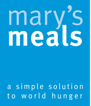 mary's
meals
a simple solution
to world hunger